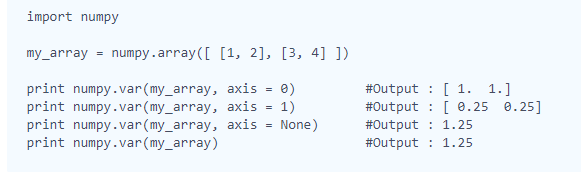 import numpy
my_array = numpy.array([ [1, 2], [3, 4] ])
print numpy.var(my_array, axis = 0)         #Output : [ 1.  1.]
print numpy.var(my_array, axis = 1)         #Output : [ 0.25  0.25]
print numpy.var(my_array, axis = None)      #Output : 1.25
print numpy.var(my_array)                   #Output : 1.25